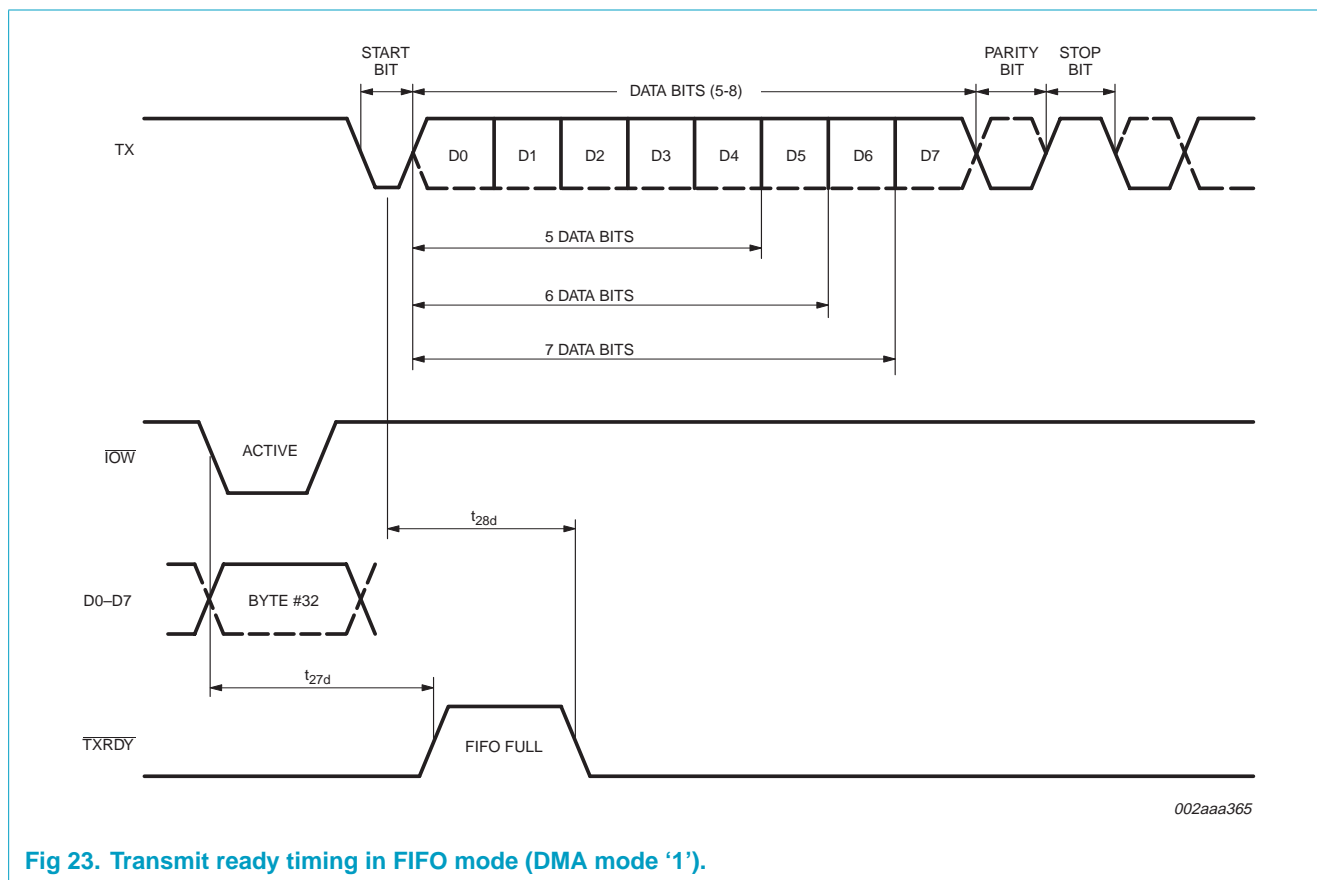 START
BIT
DATA BITS (5-8)
PARITY
BIT
STOP
BIT
TX
D0
D1
D2
D3
D4
D5
D6
D7
5 DATA BITS
6 DATA BITS
7 DATA BITS
IOW
ACTIVE
t28d
D0–D7
BYTE #32
t27d
TXRDY
FIFO FULL
002aaa365
Fig 23. Transmit ready timing in FIFO mode (DMA mode ‘1’).